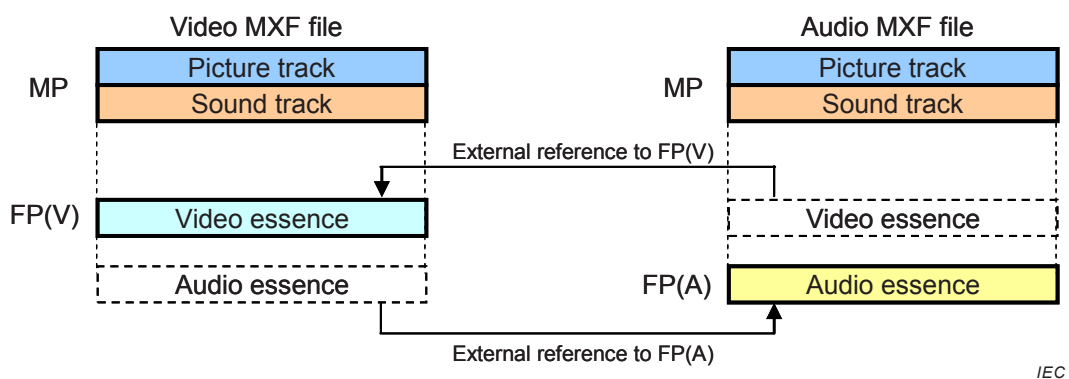 Video MXF file
Audio MXF file
MP
Picture track
Sound track
MP
Picture track
Sound track
External reference to FP(V)
FP(V)
Video essence
Video essence
Audio essence
FP(A)
Audio essence
External reference to FP(A)
IEC